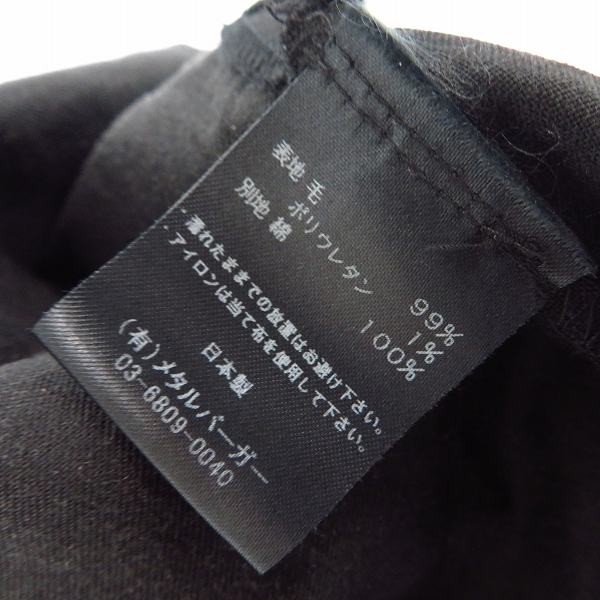 表地 毛 99%
ポリウレタン 1%
別地 綿 100%
・濡れたままでの放置はお避け下さい。
・アイロンは当て布を使用して下さい。
日本製
(有)メタルバーガー
03-6809-0040